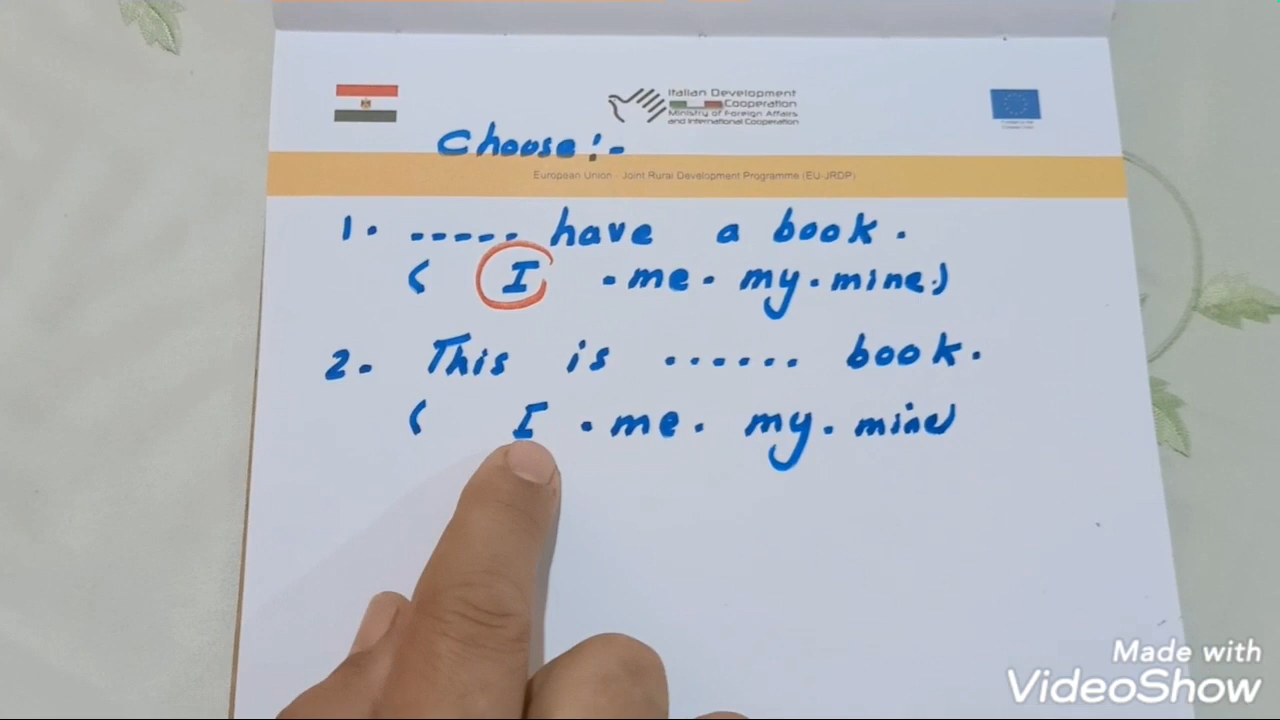 Italian Development
Cooperation
Ministry of Foreign Affairs
and International Cooperation
Choose:-
European Union - Joint Rural Development Programme (EU-JRDP)
1. ..... have a book.
( I . me . my . mine.)
2. This is ...... book.
( I . me . my . mine
Made with
VideoShow